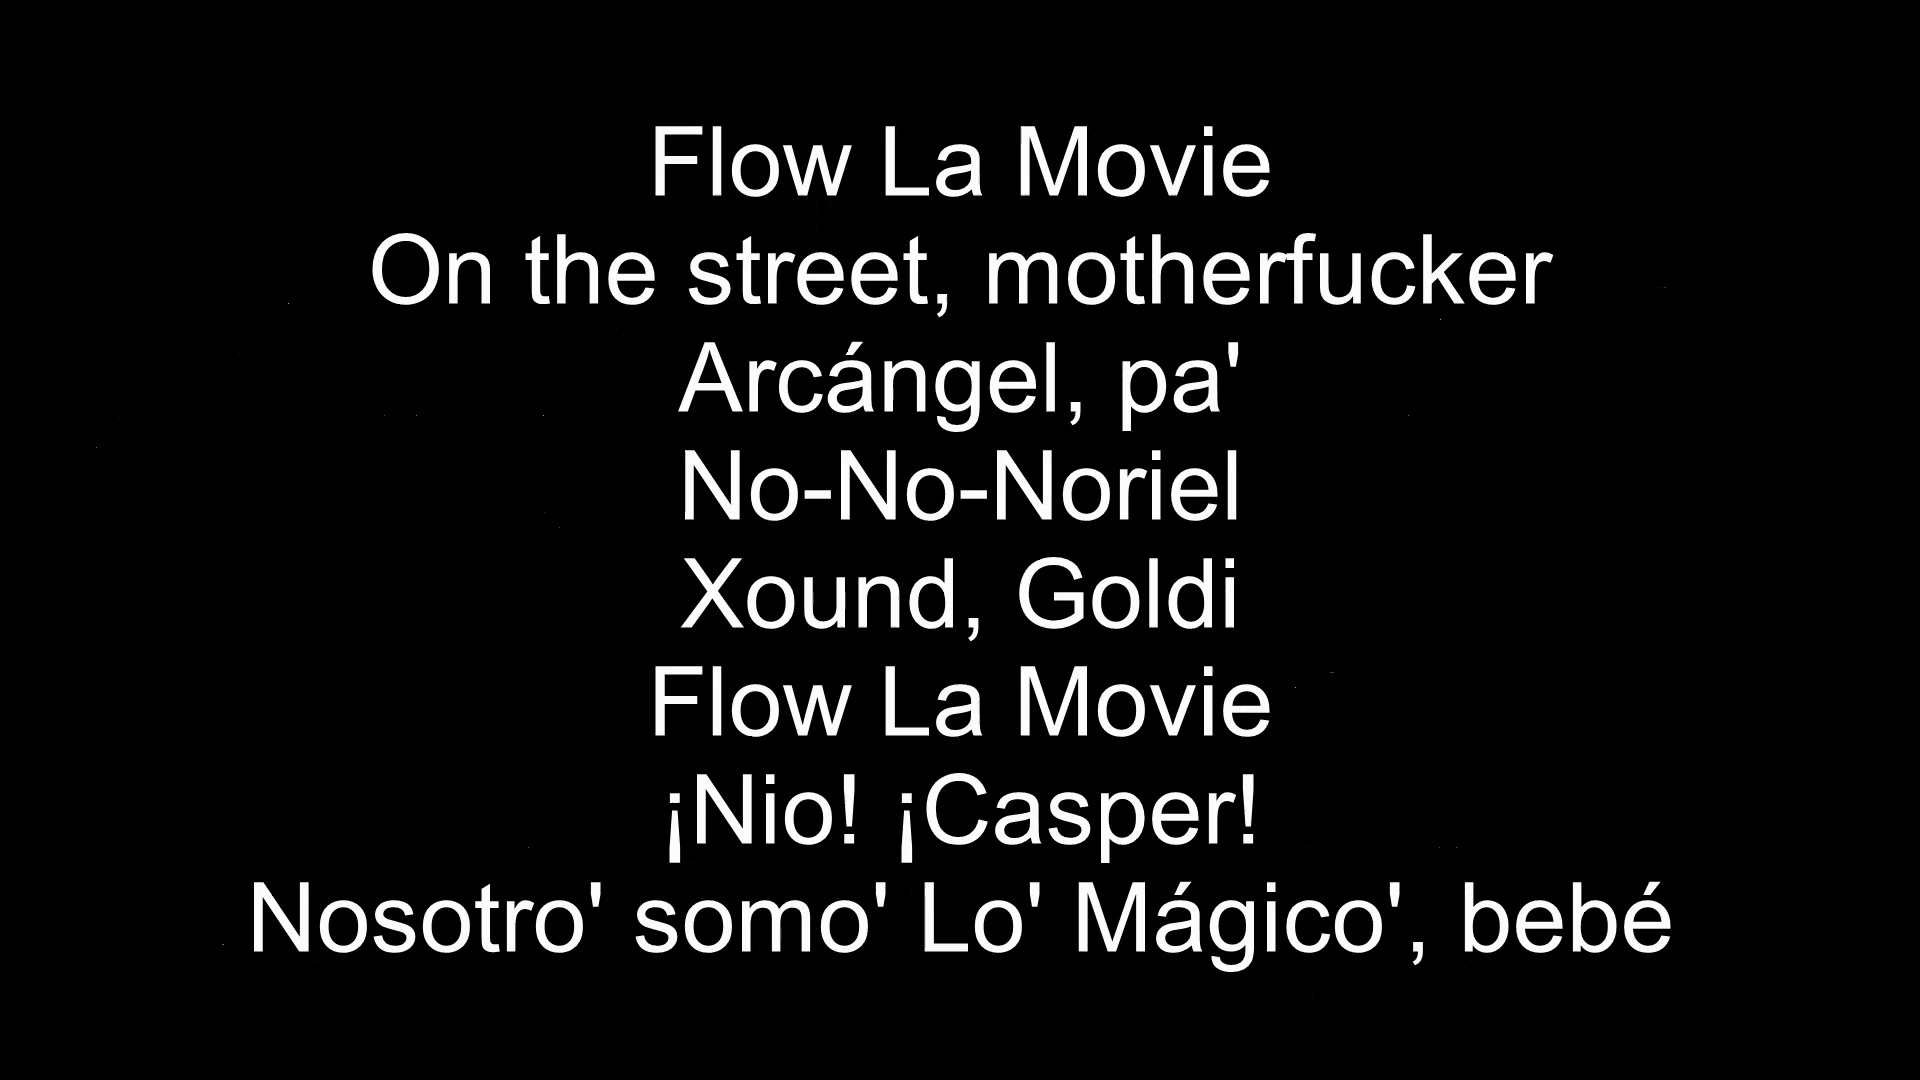 Flow La Movie
On the street, motherfucker
Arcángel, pa'
No-No-Noriel
Xound, Goldi
Flow La Movie
¡Nio! ¡Casper!
Nosotro' somo' Lo' Mágico', bebé